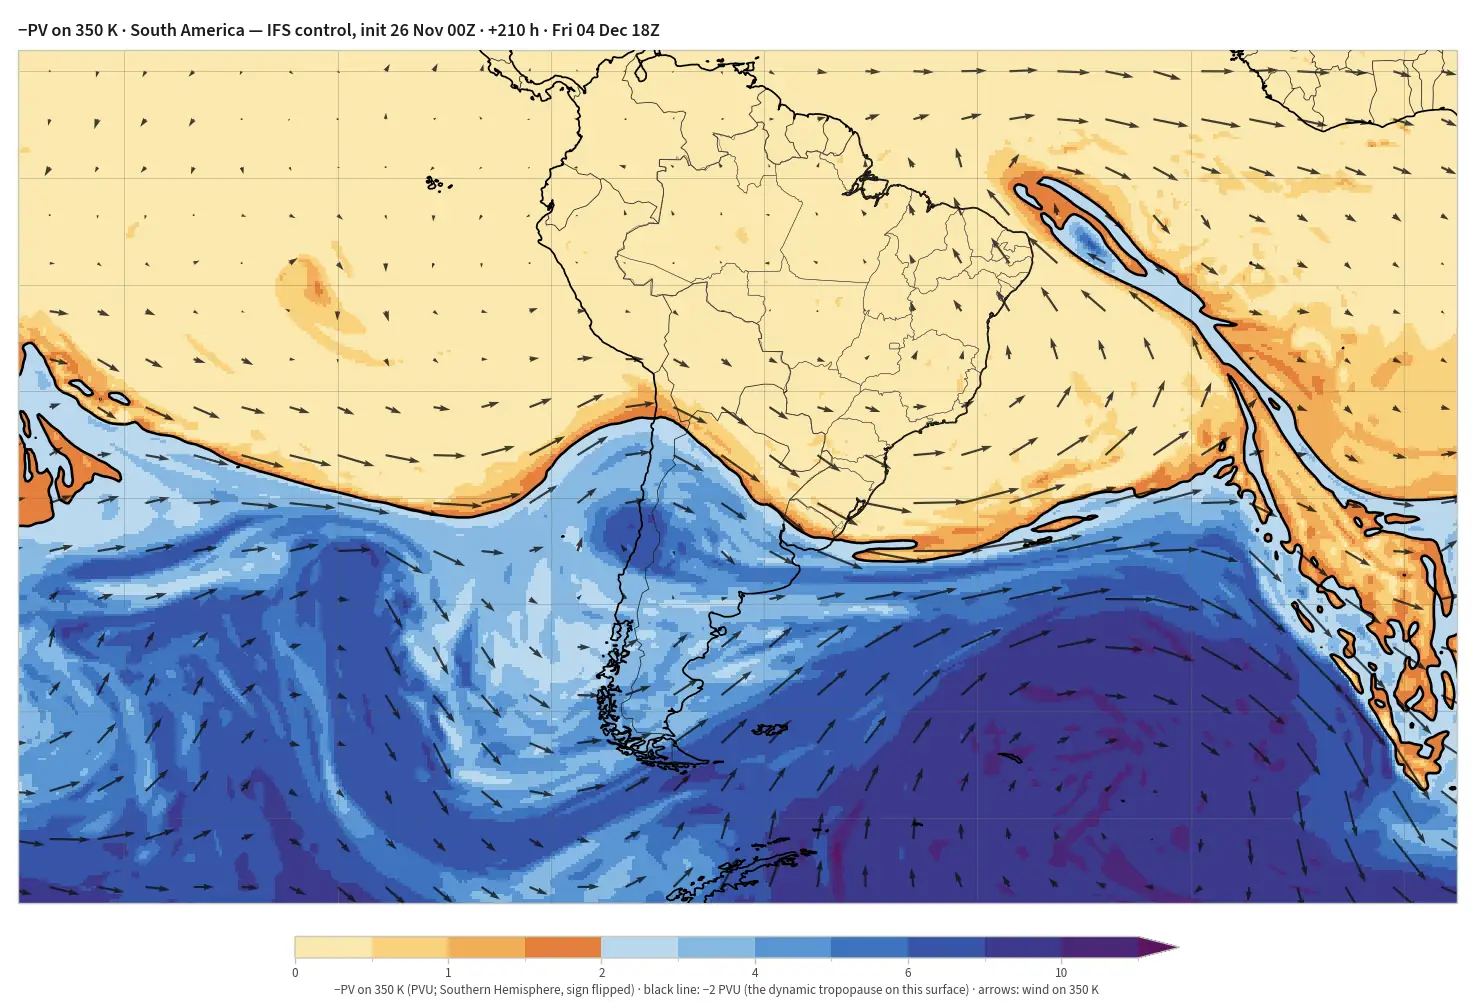 −PV on 350 K · South America — IFS control, init 26 Nov 00Z · +210 h · Fri 04 Dec 18Z
0 1 2 4 6 10
−PV on 350 K (PVU; Southern Hemisphere, sign flipped) · black line: −2 PVU (the dynamic tropopause on this surface) · arrows: wind on 350 K